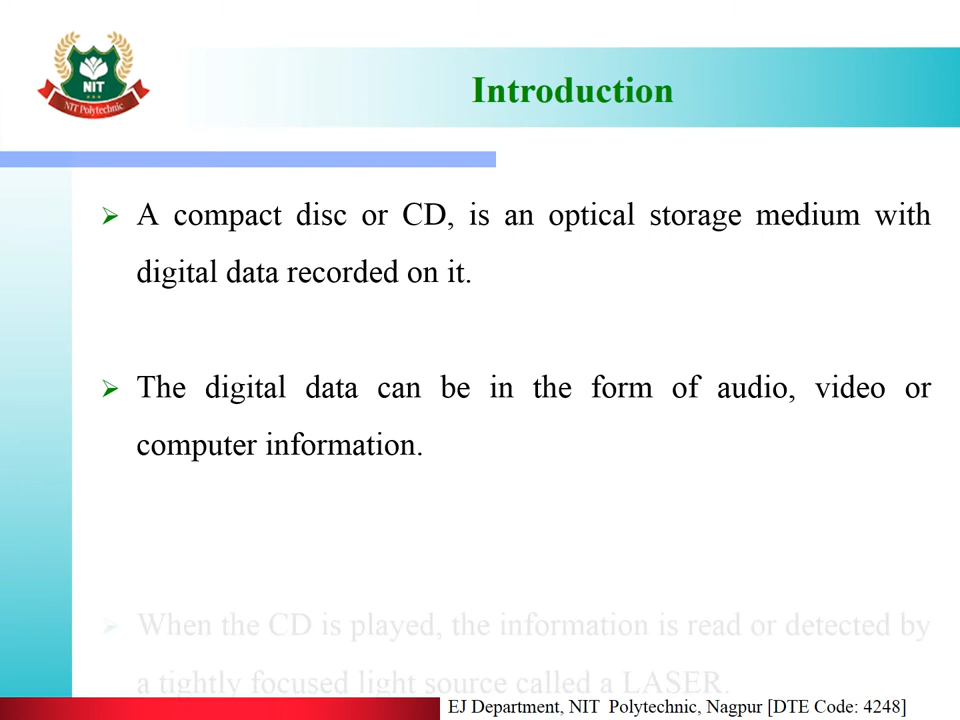 NIT
NIT Polytechnic
Introduction
A compact disc or CD, is an optical storage medium with
digital data recorded on it.
The digital data can be in the form of audio, video or
computer information.
When the CD is played, the information is read or detected by
a tightly focused light source called a LASER.
EJ Department, NIT Polytechnic, Nagpur [DTE Code: 4248]